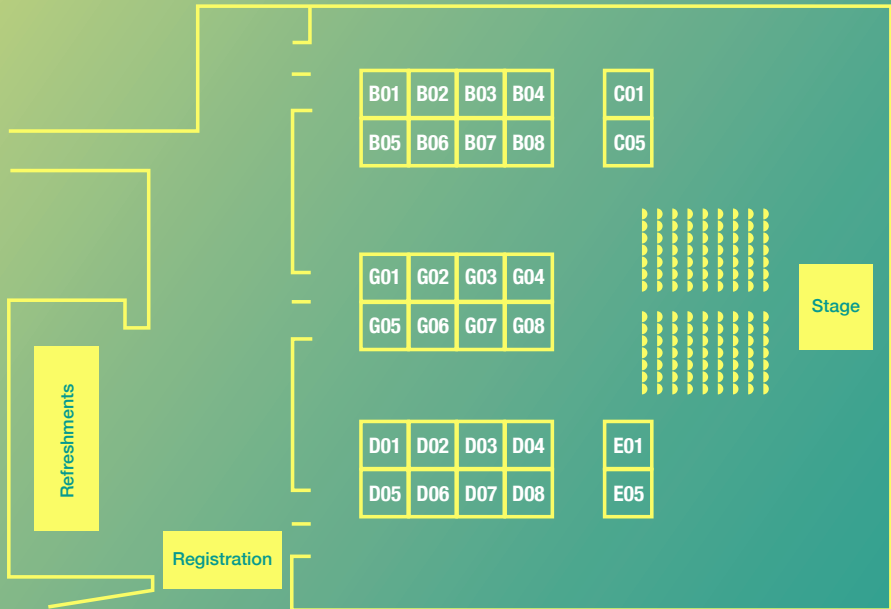 B01 B02 B03 B04 C01
B05 B06 B07 B08 C05
G01 G02 G03 G04
Stage
G05 G06 G07 G08
Refreshments
D01 D02 D03 D04 E01
D05 D06 D07 D08 E05
Registration